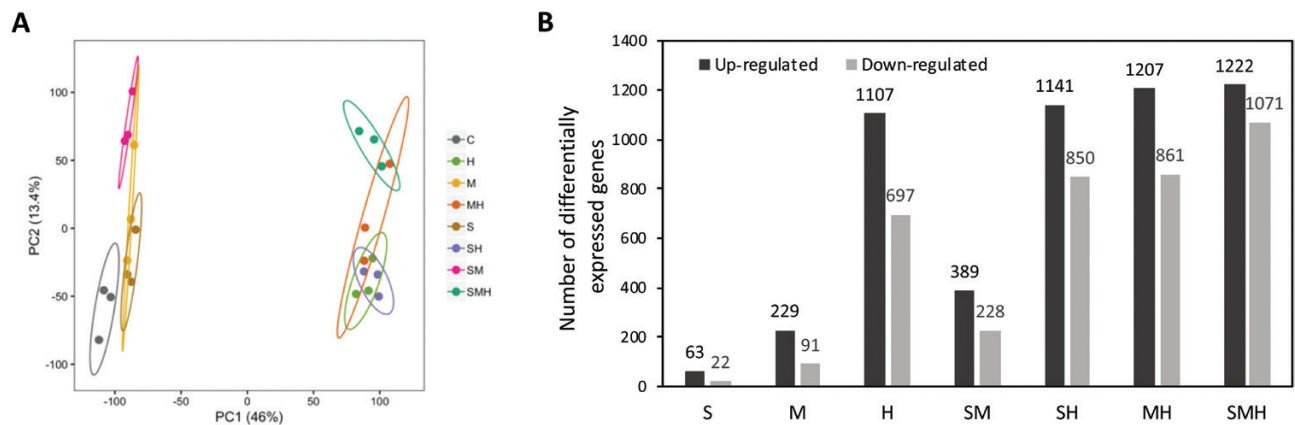 A
100
50
0
-50
-100
PC2 (13.4%)
-100
-50
0
50
100
PC1 (46%)
C
H
M
MH
S
SH
SM
SMH
B
Number of differentially
expressed genes
1400
1200
1000
800
600
400
200
0
Up-regulated
Down-regulated
63
22
229
91
1107
697
389
228
1141
850
1207
861
1222
1071
S
M
H
SM
SH
MH
SMH